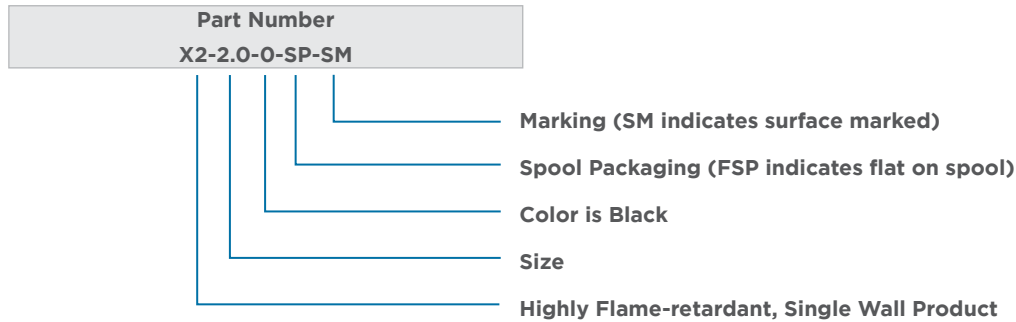 Part Number
X2-2.0-0-SP-SM
Marking (SM indicates surface marked)
Spool Packaging (FSP indicates flat on spool)
Color is Black
Size
Highly Flame-retardant, Single Wall Product